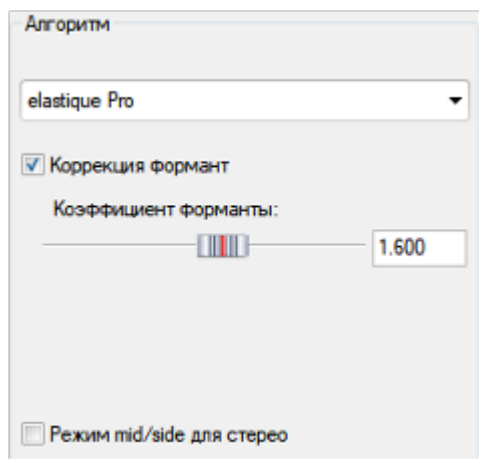 Алгоритм
elastique Pro
Коррекция формант
Коэффициент форманты:
1.600
Режим mid/side для стерео